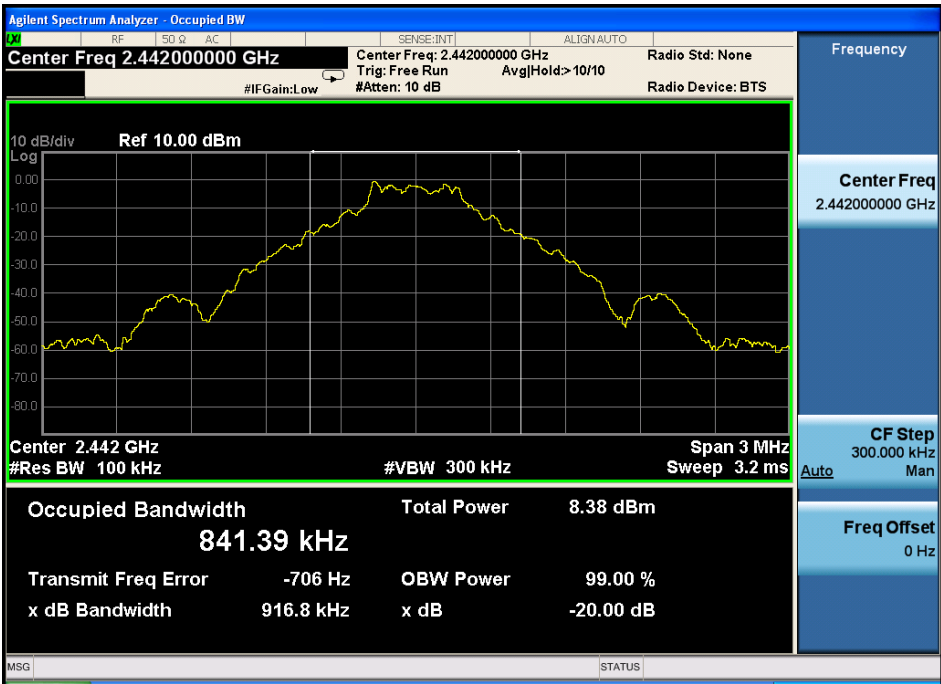 Agilent Spectrum Analyzer - Occupied BW
LXI RF 50 Ω AC SENSE:INT ALIGN AUTO
Center Freq 2.442000000 GHz
#IFGain:Low
Center Freq: 2.442000000 GHz
Trig: Free Run Avg|Hold:>10/10
#Atten: 10 dB
Radio Std: None
Radio Device: BTS
10 dB/div Ref 10.00 dBm
Log
0.00
-10.0
-20.0
-30.0
-40.0
-50.0
-60.0
-70.0
-80.0
Center 2.442 GHz Span 3 MHz
#Res BW 100 kHz #VBW 300 kHz Sweep 3.2 ms
Occupied Bandwidth Total Power 8.38 dBm
841.39 kHz
Transmit Freq Error -706 Hz OBW Power 99.00 %
x dB Bandwidth 916.8 kHz x dB -20.00 dB
Frequency
Center Freq
2.442000000 GHz
CF Step
300.000 kHz
Auto Man
Freq Offset
0 Hz
MSG STATUS